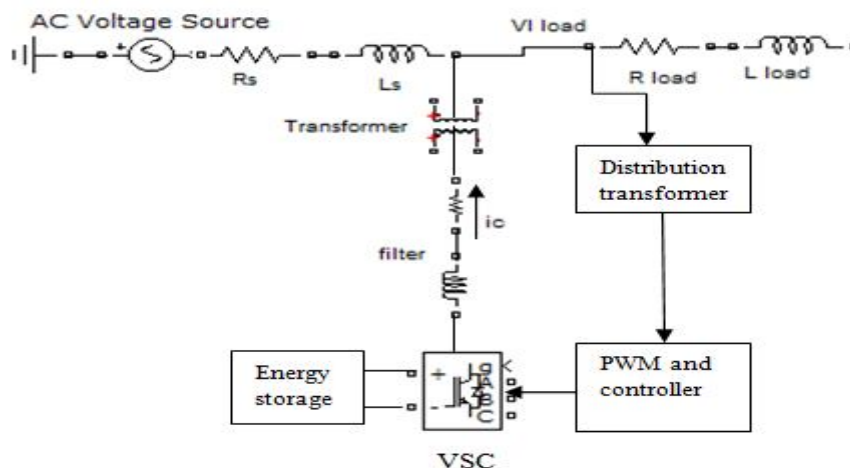 AC Voltage Source
VI load
Rs
Ls
R load
L load
Transformer
Distribution
transformer
ic
filter
Energy
storage
+
-
g
A
B
C
PWM and
controller
VSC